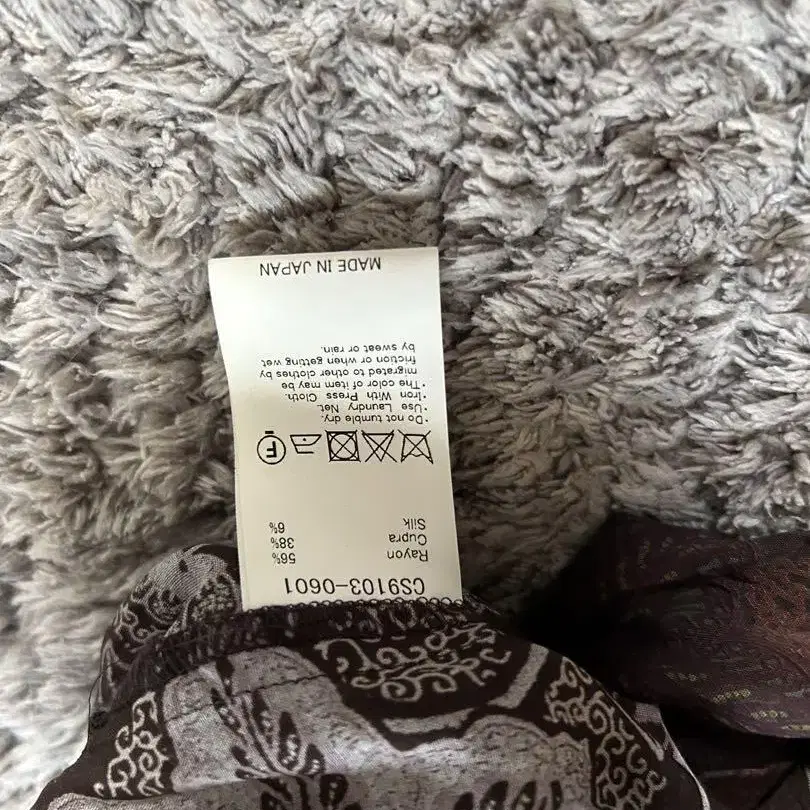 CS9103-0601
Rayon 56%
Cupra 38%
Silk 6%
F
・Do not tumble dry.
・Use Laundry Net.
・Iron With Press Cloth.
・The color of item may be
migrated to other clothes by
friction or when getting wet
by sweat or rain.
MADE IN JAPAN